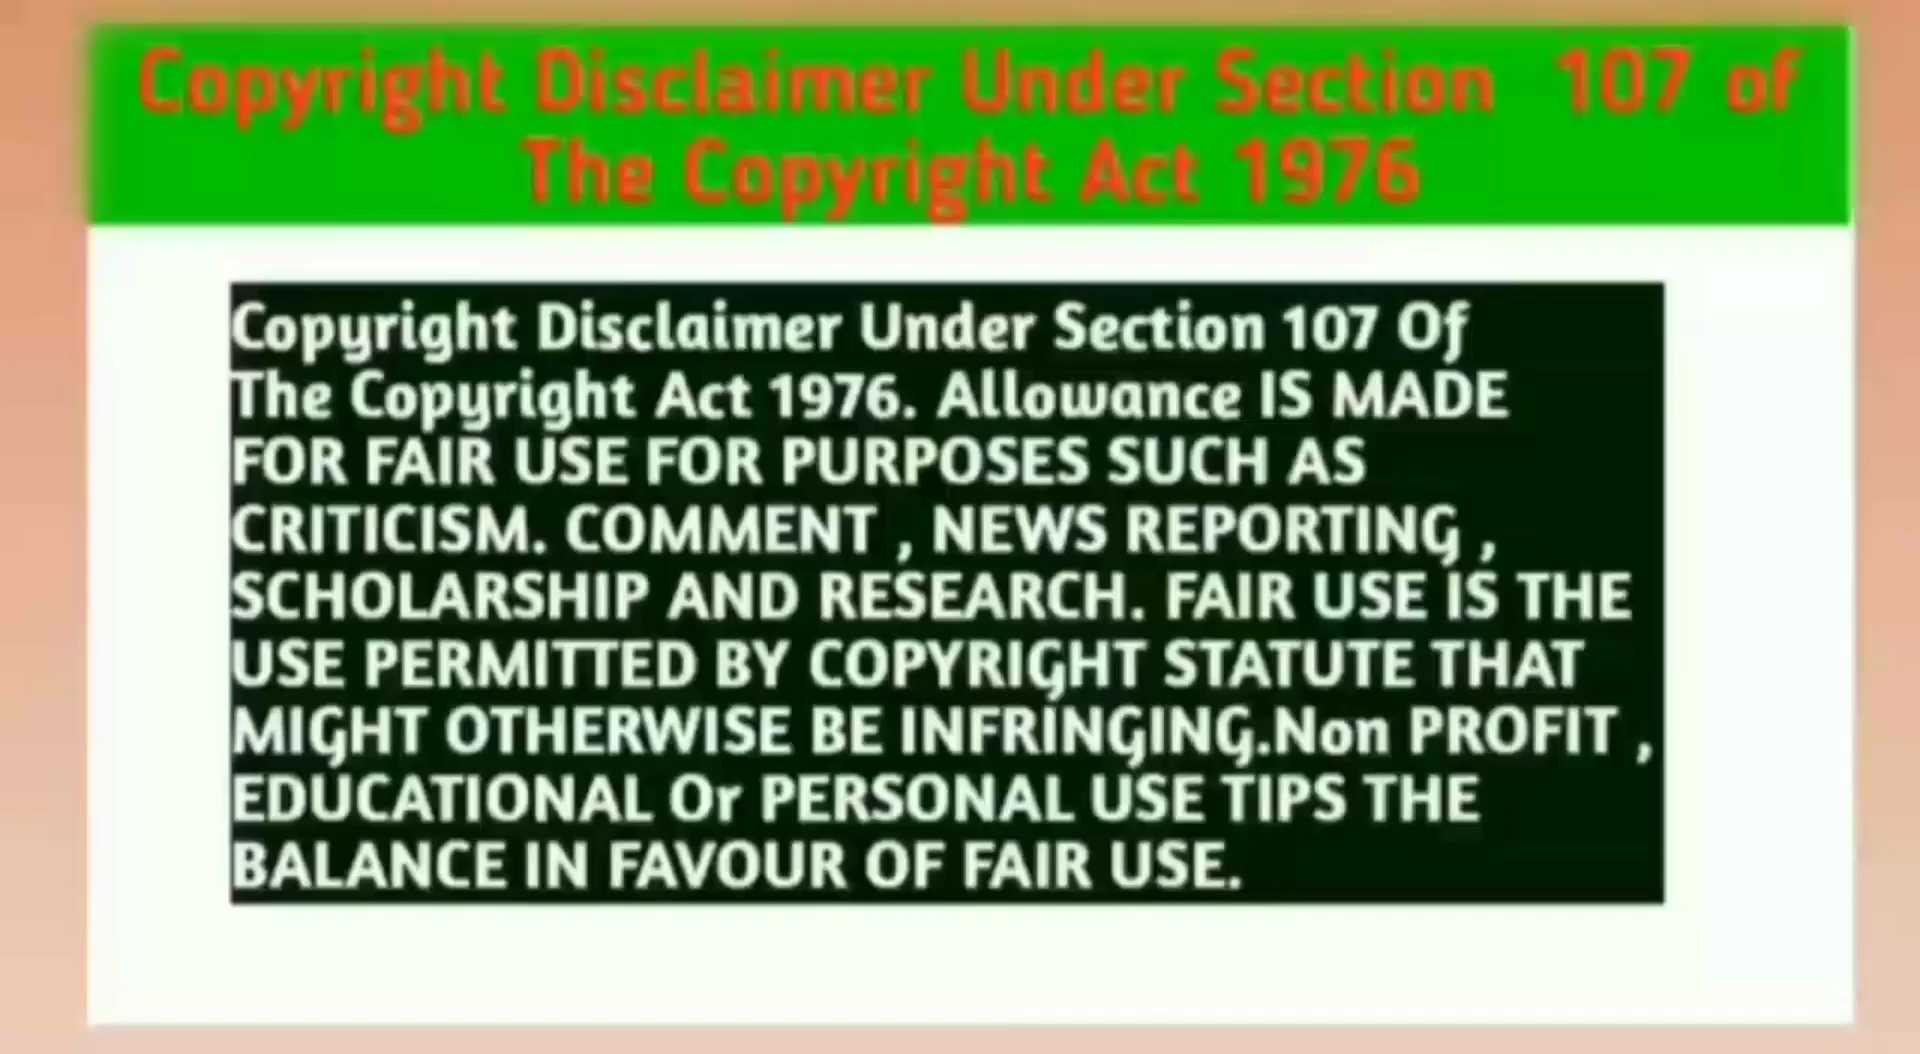 Copyright Disclaimer Under Section 107 of
The Copyright Act 1976
Copyright Disclaimer Under Section 107 Of
The Copyright Act 1976. Allowance IS MADE
FOR FAIR USE FOR PURPOSES SUCH AS
CRITICISM. COMMENT , NEWS REPORTING ,
SCHOLARSHIP AND RESEARCH. FAIR USE IS THE
USE PERMITTED BY COPYRIGHT STATUTE THAT
MIGHT OTHERWISE BE INFRINGING.Non PROFIT ,
EDUCATIONAL Or PERSONAL USE TIPS THE
BALANCE IN FAVOUR OF FAIR USE.